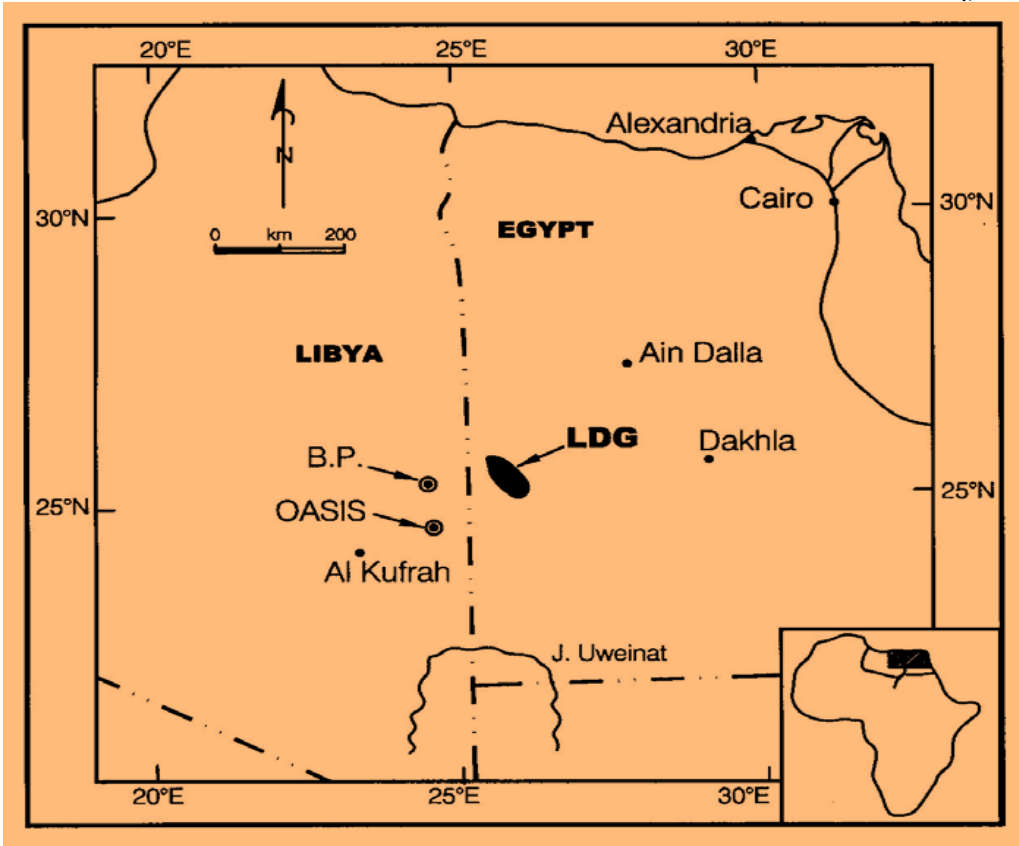 20°E 25°E 30°E
Alexandria
N
30°N Cairo 30°N
EGYPT
0 km 200
LIBYA
Ain Dalla
LDG Dakhla
B.P.
25°N OASIS 25°N
Al Kufrah
J. Uweinat
20°E 25°E 30°E